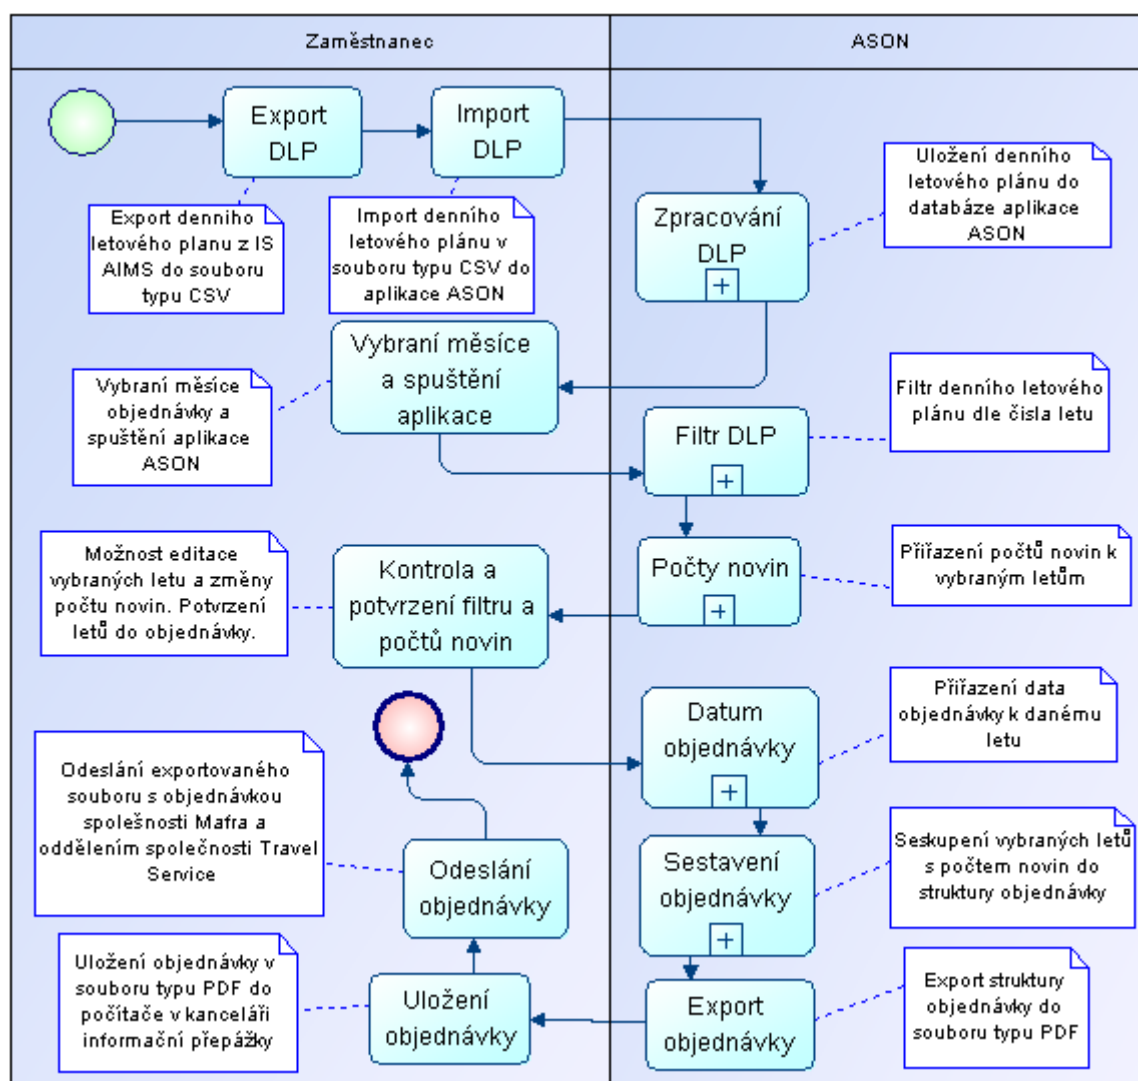 Zaměstnanec
ASON
Export
DLP
Import
DLP
Uložení denního
letového plánu do
databáze aplikace
ASON
Zpracování
DLP
Export denního
letového planu z IS
AIMS do souboru
typu CSV
Import denního
letového plánu v
souboru typu CSV do
aplikace ASON
Vybraní měsíce
a spuštění
aplikace
Vybraní měsíce
objednávky a
spuštění aplikace
ASON
Filtr denního letového
plánu dle čisla letu
Filtr DLP
Možnost editace
vybraných letu a změny
počtu novin. Potvrzení
letů do objednávky.
Kontrola a
potvrzení filtru a
počtů novin
Počty novin
Přiřazení počtů novin k
vybraným letům
Datum
objednávky
Přiřazení data
objednávky k danému
letu
Odeslání exportovaného
souboru s objednávkou
spolešnosti Mafra a
oddělením společnosti Travel
Service
Odeslání
objednávky
Sestavení
objednávky
Seskupení vybraných letů
s počtem novin do
struktury objednávky
Uložení objednávky v
souboru typu PDF do
počítače v kanceláři
informační přepážky
Uložení
objednávky
Export
objednávky
Export struktury
objednávky do
souboru typu PDF